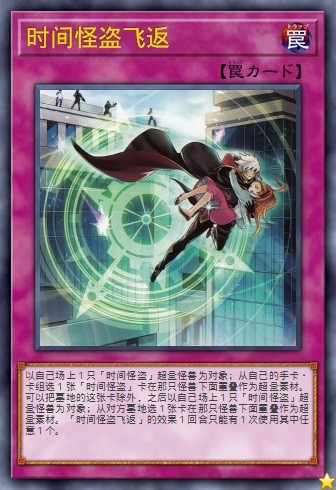 时间怪盗飞返
トラップ
罠
【罠カード】
以自己场上1只「时间怪盗」超量怪兽为对象；从自己的手卡·
卡组选1张「时间怪盗」卡在那只怪兽下面重叠作为超量素材。
可以把墓地的这张卡除外，之后以自己场上1只「时间怪盗」超
量怪兽为对象；从对方墓地选1张卡在那只怪兽下面重叠作为超
量素材。「时间怪盗飞返」的效果1回合只能有1次使用其中任
意1个。